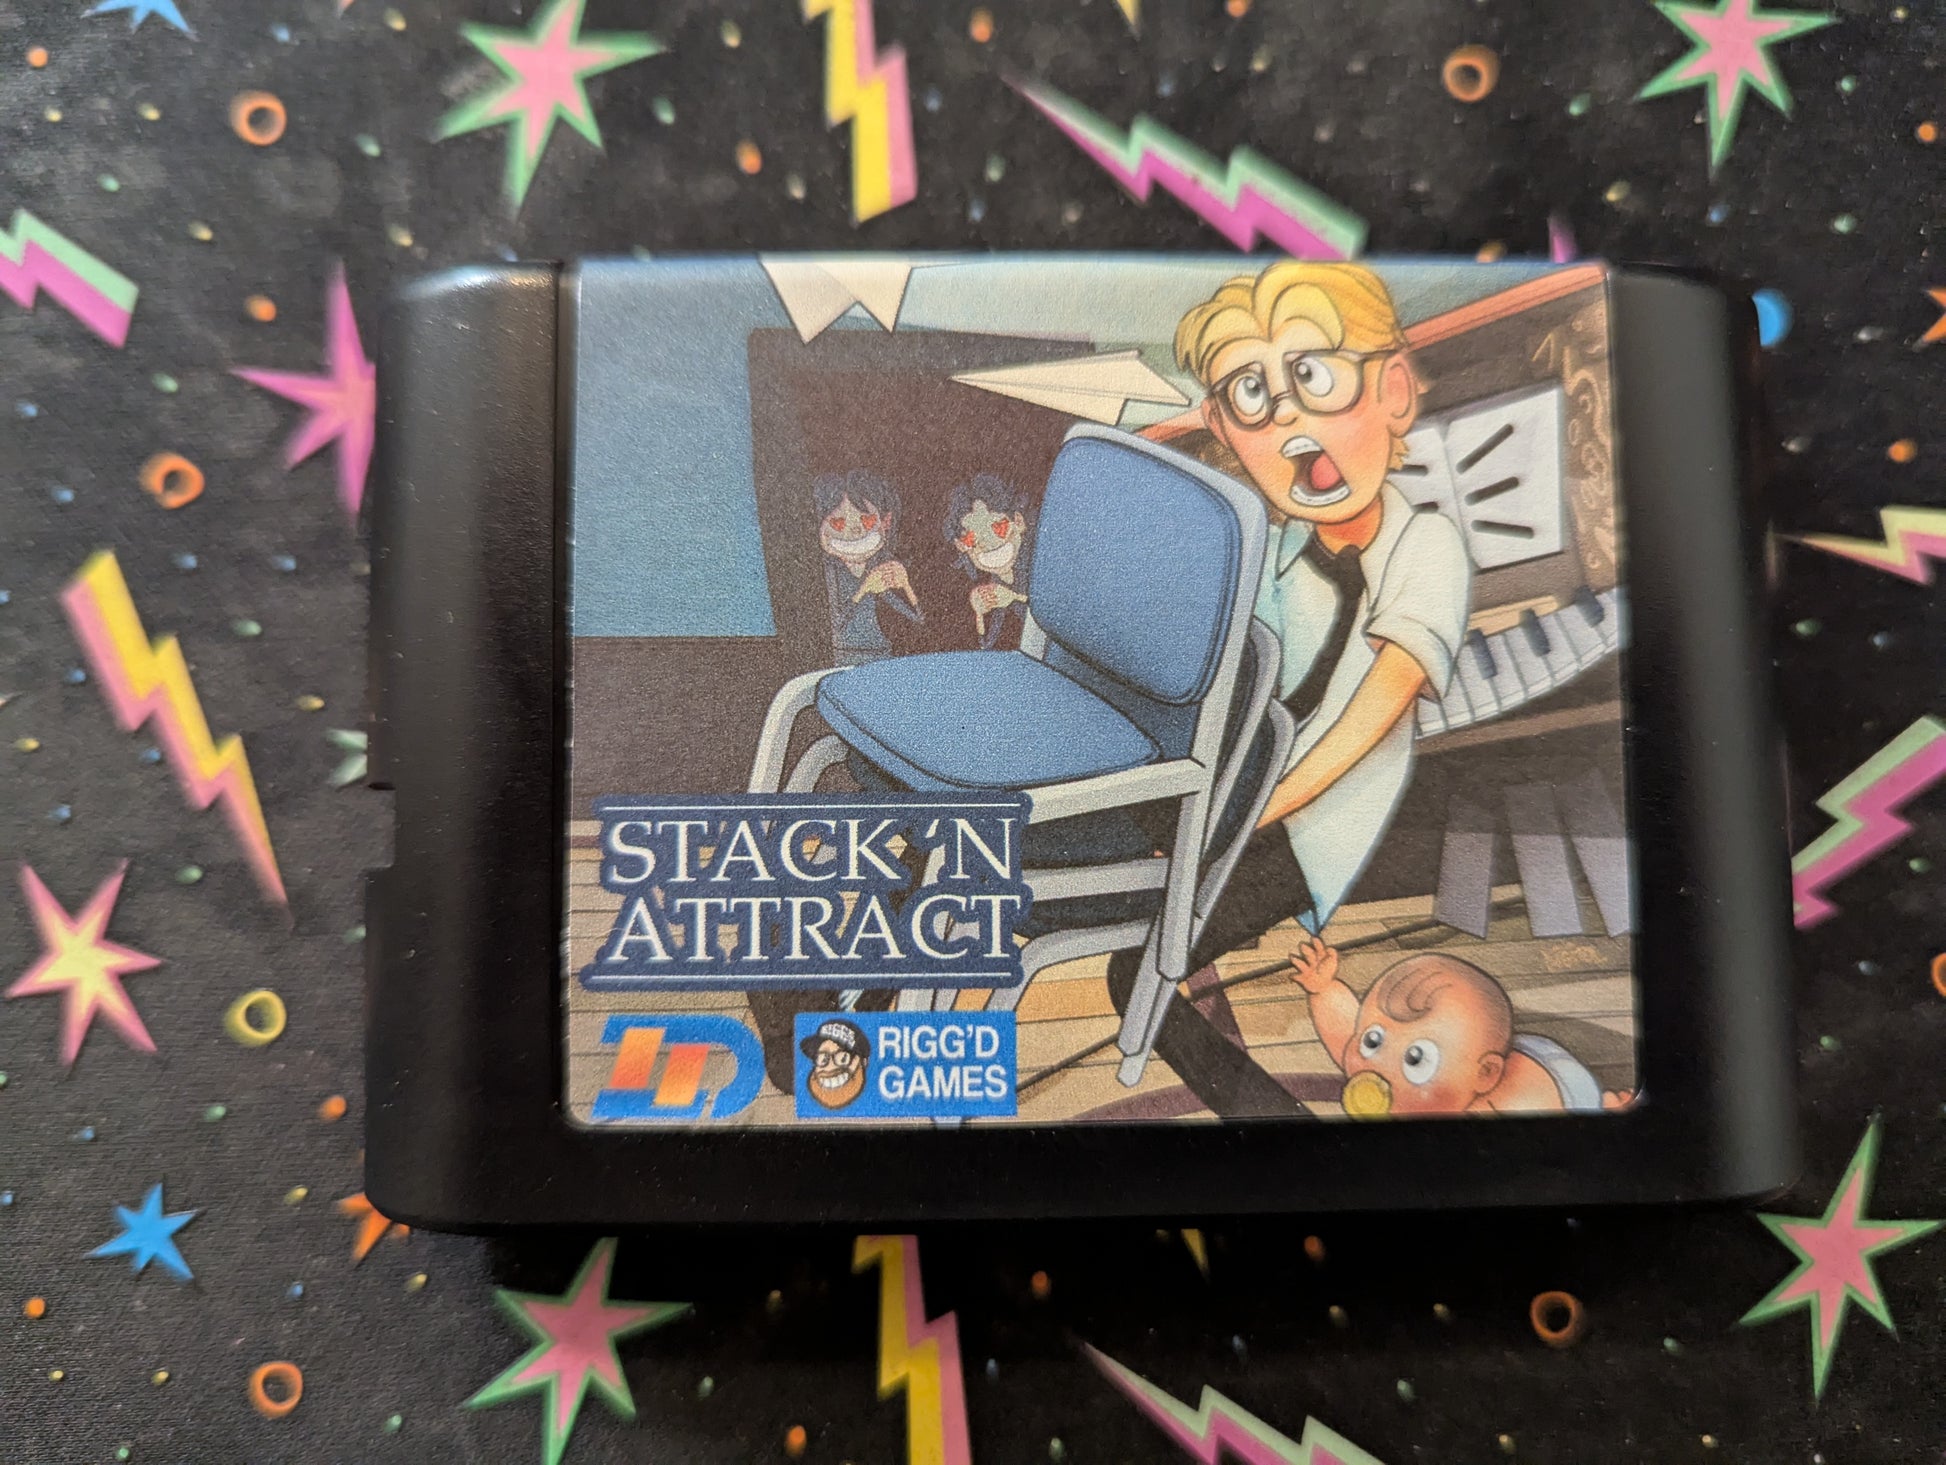 STACK 'N
ATTRACT
RIGG'D
GAMES